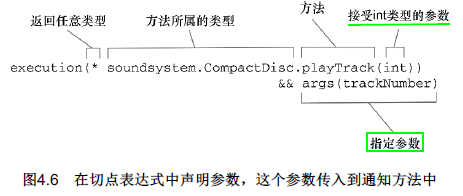 返回任意类型 方法所属的类型 方法 接受int类型的参数
execution(* soundsystem.CompactDisc.playTrack(int))
&& args(trackNumber)
指定参数
图4.6 在切点表达式中声明参数，这个参数传入到通知方法中